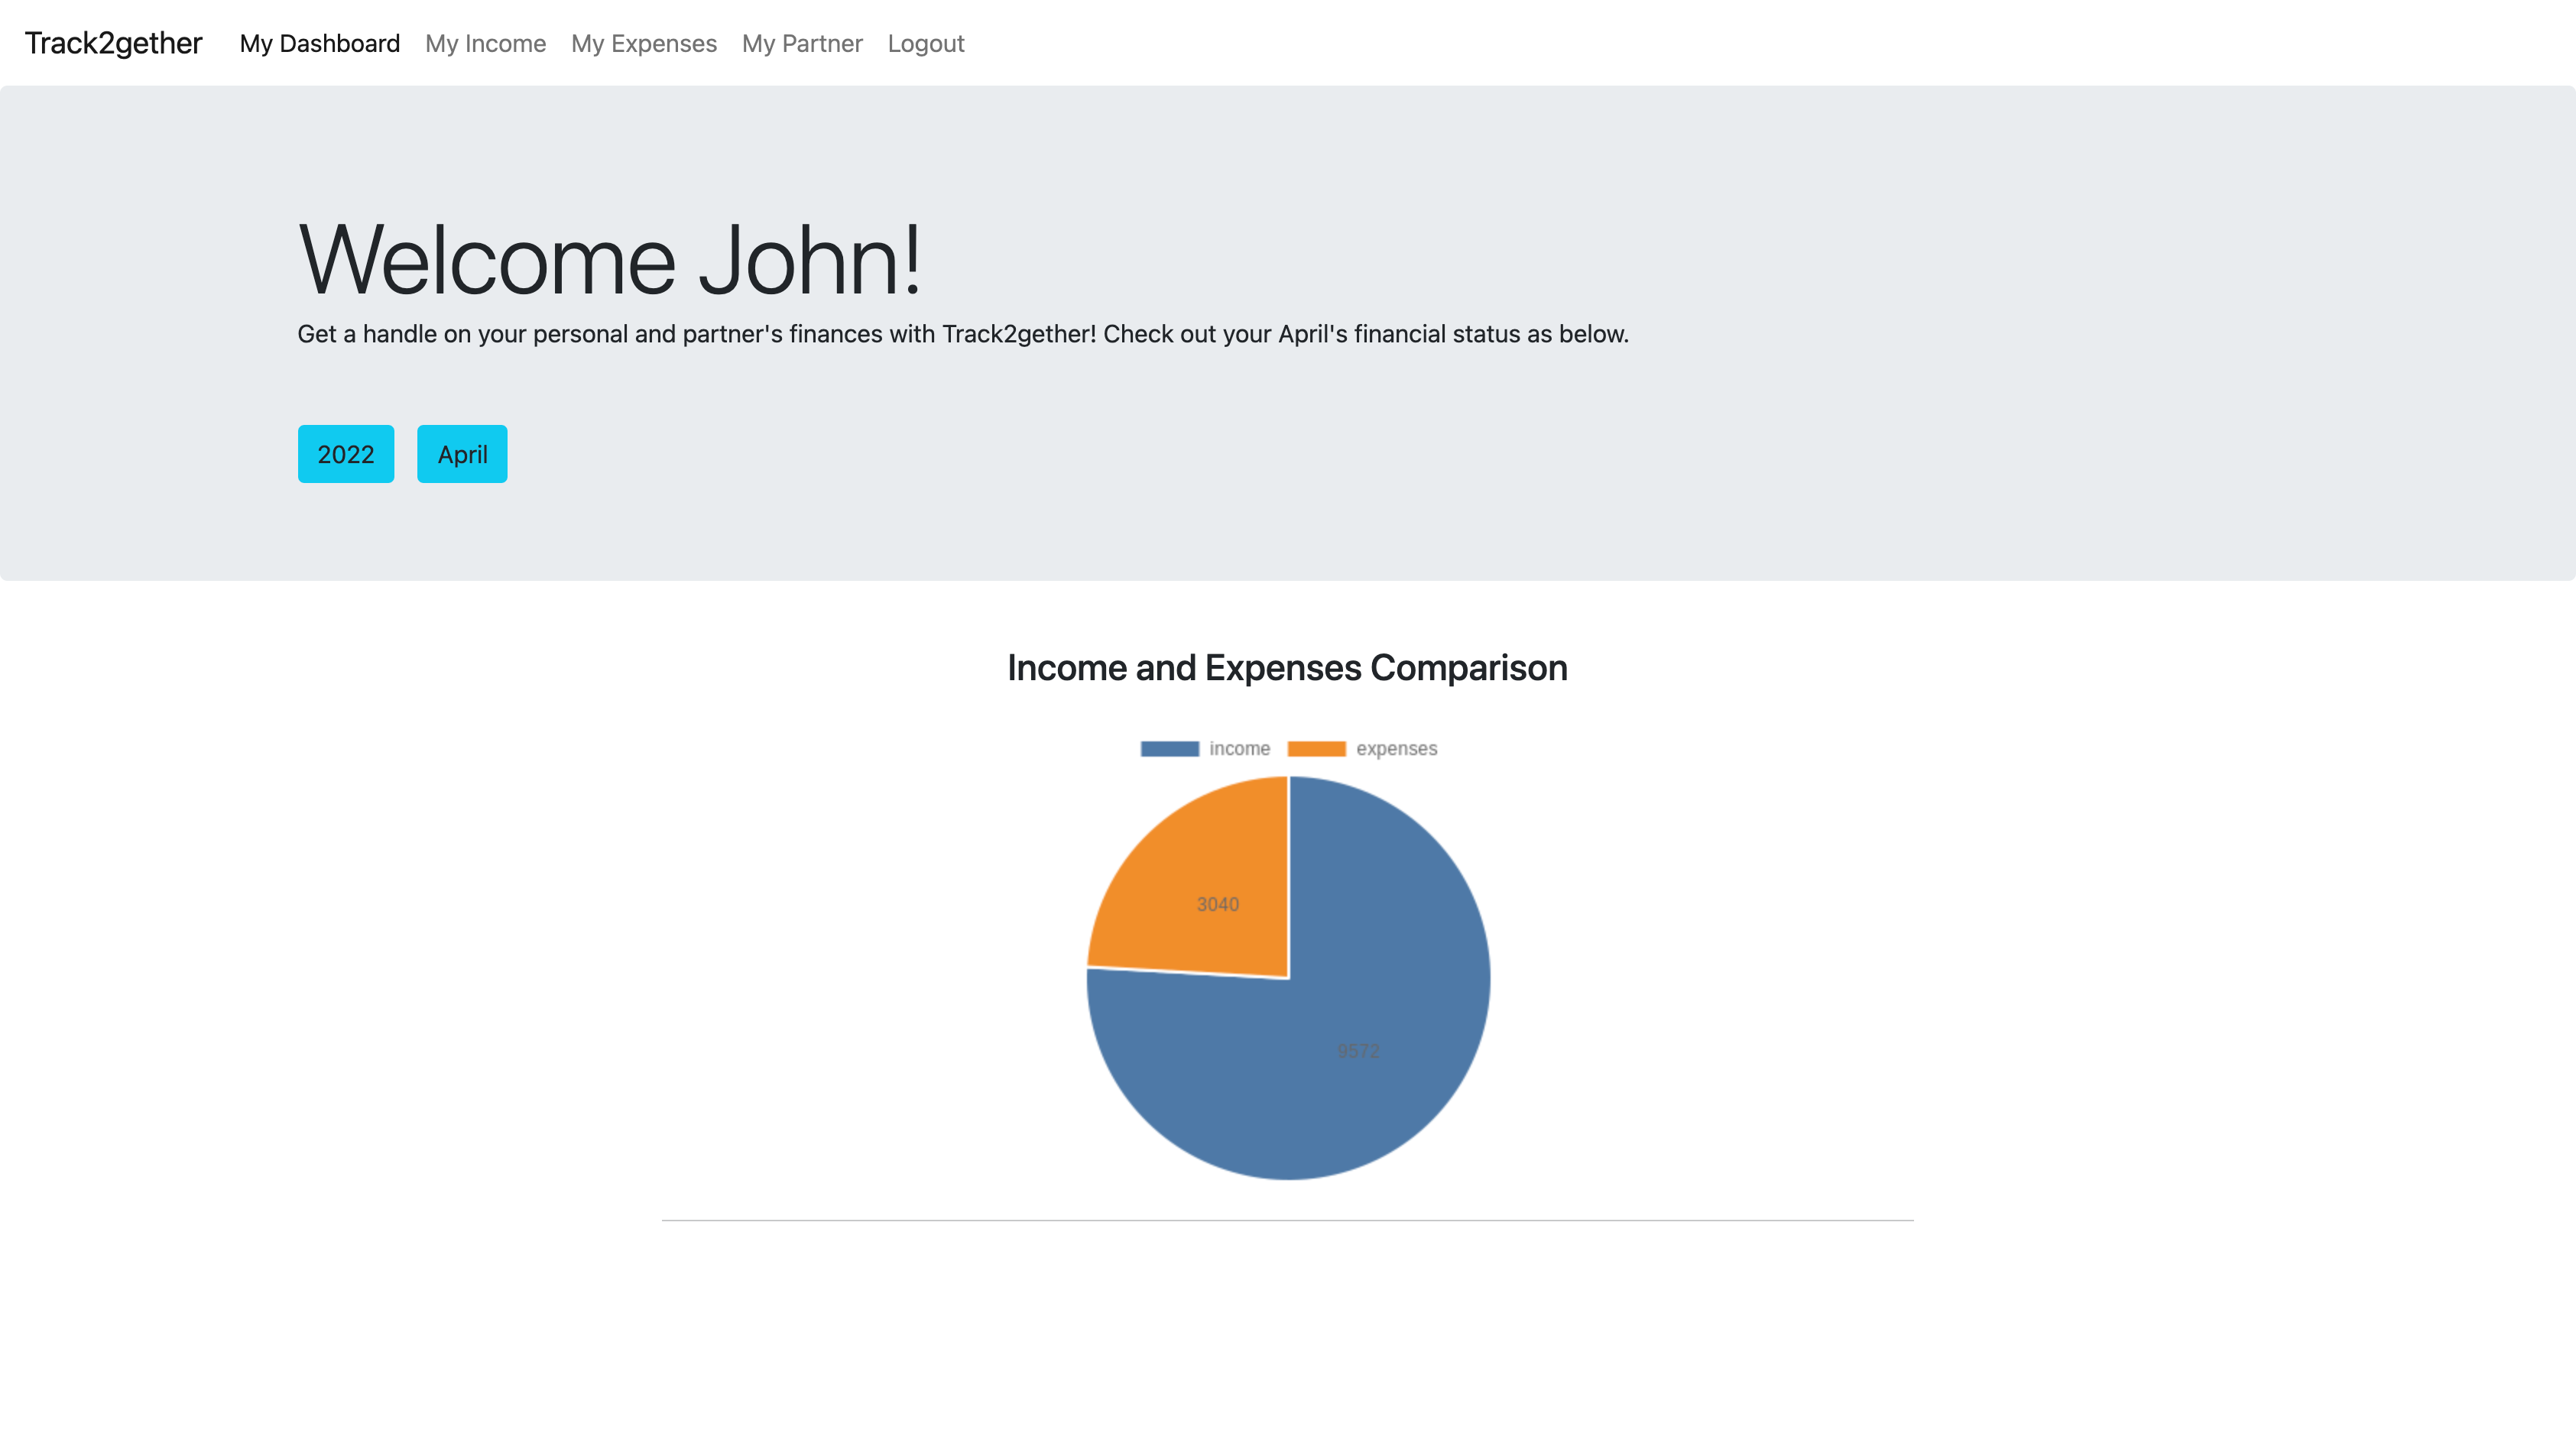 Track2gether My Dashboard My Income My Expenses My Partner Logout
Welcome John!
Get a handle on your personal and partner's finances with Track2gether! Check out your April's financial status as below.
2022 April
Income and Expenses Comparison
income expenses
3040
9572